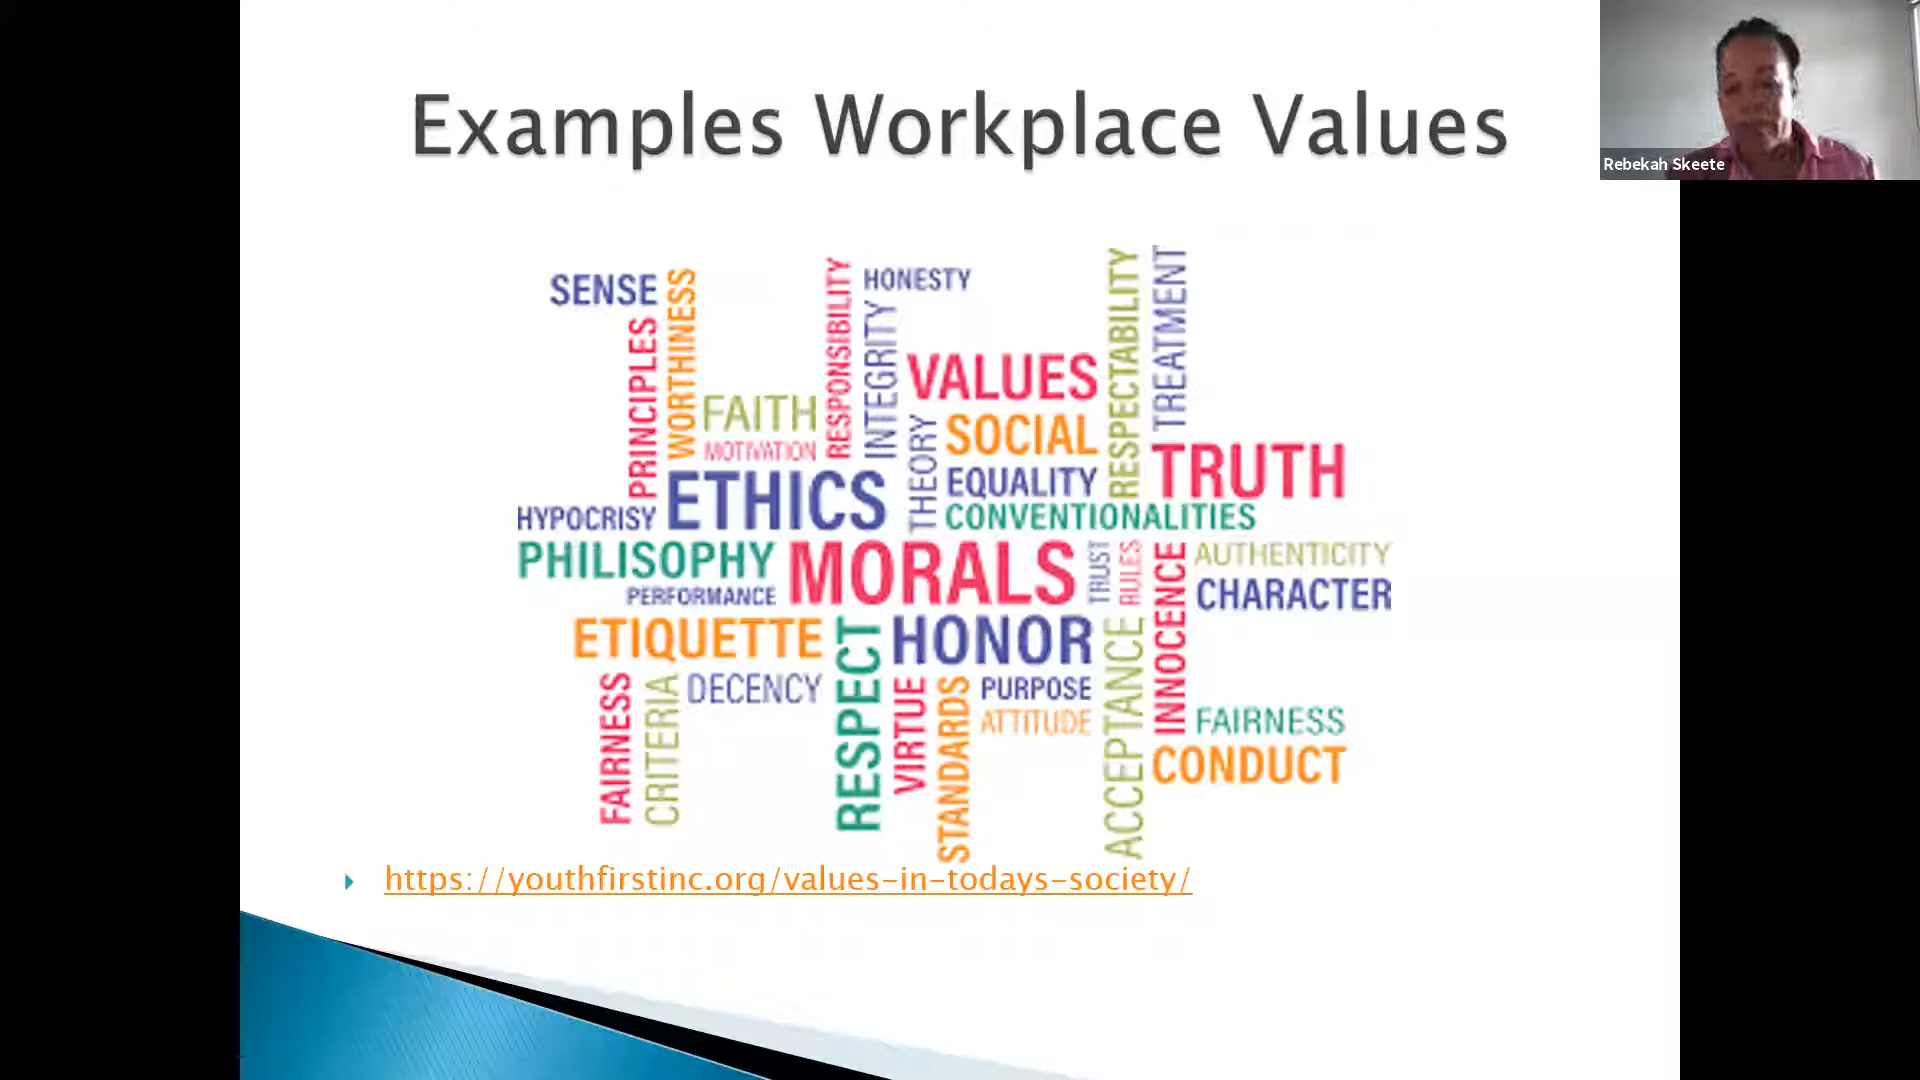 Examples Workplace Values
Rebekah Skeete
SENSE
PRINCIPLES
WORTHINESS
FAITH
MOTIVATION
RESPONSIBILITY
HONESTY
INTEGRITY
VALUES
THEORY
SOCIAL
EQUALITY
RESPECTABILITY
TREATMENT
TRUTH
HYPOCRISY
ETHICS
CONVENTIONALITIES
PHILISOPHY
MORALS
TRUST
RULES
INNOCENCE
AUTHENTICITY
PERFORMANCE
CHARACTER
ETIQUETTE
RESPECT
HONOR
ACCEPTANCE
FAIRNESS
CRITERIA
DECENCY
VIRTUE
STANDARDS
PURPOSE
ATTITUDE
FAIRNESS
CONDUCT
https://youthfirstinc.org/values-in-todays-society/